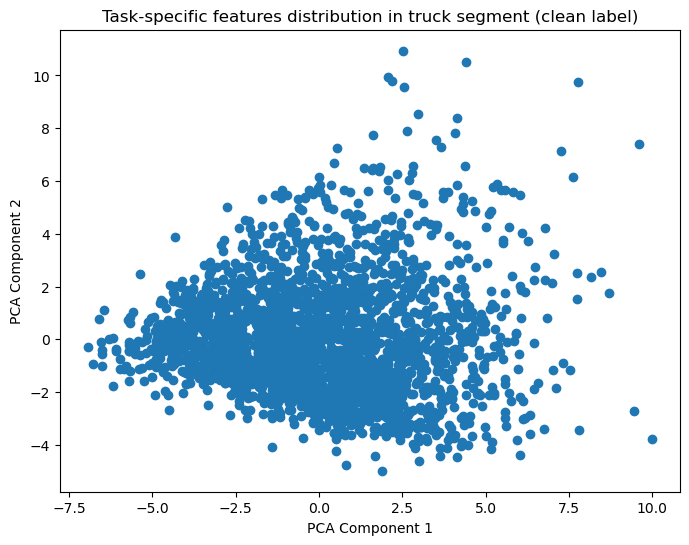 Task-specific features distribution in truck segment (clean label)
PCA Component 2
10
8
6
4
2
0
−2
−4
−7.5 −5.0 −2.5 0.0 2.5 5.0 7.5 10.0
PCA Component 1